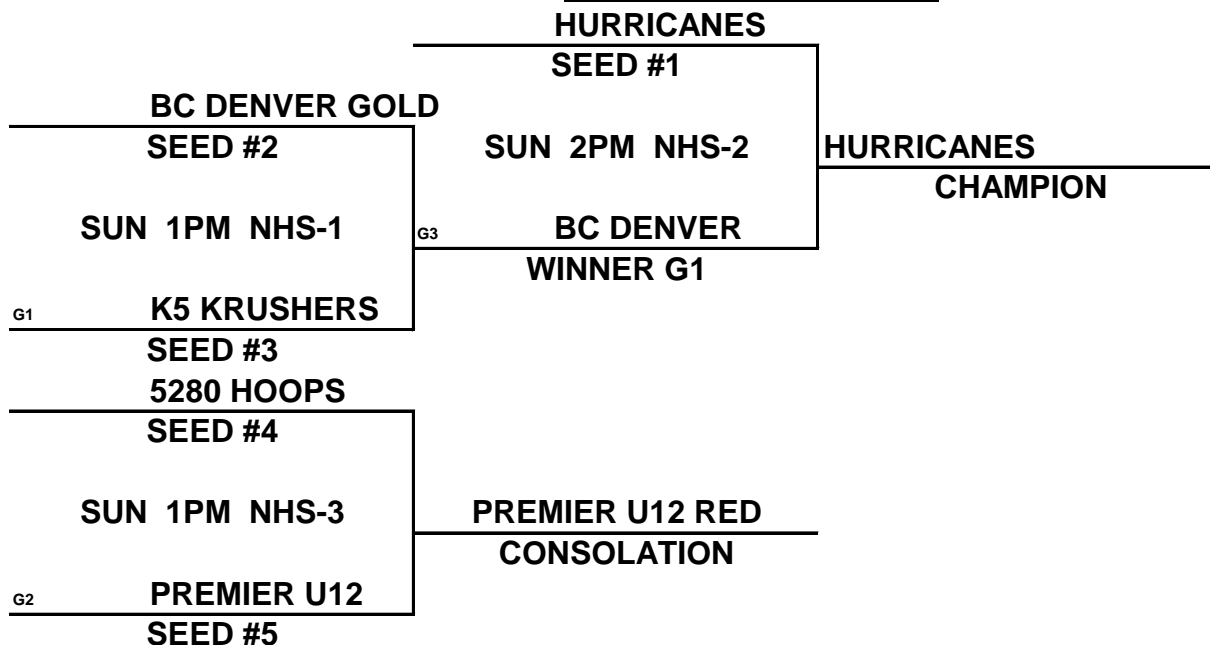 HURRICANES
SEED #1
BC DENVER GOLD
SEED #2
SUN 2PM NHS-2
HURRICANES
CHAMPION
SUN 1PM NHS-1
G3
BC DENVER
WINNER G1
G1
K5 KRUSHERS
SEED #3
5280 HOOPS
SEED #4
SUN 1PM NHS-3
PREMIER U12 RED
CONSOLATION
G2
PREMIER U12
SEED #5